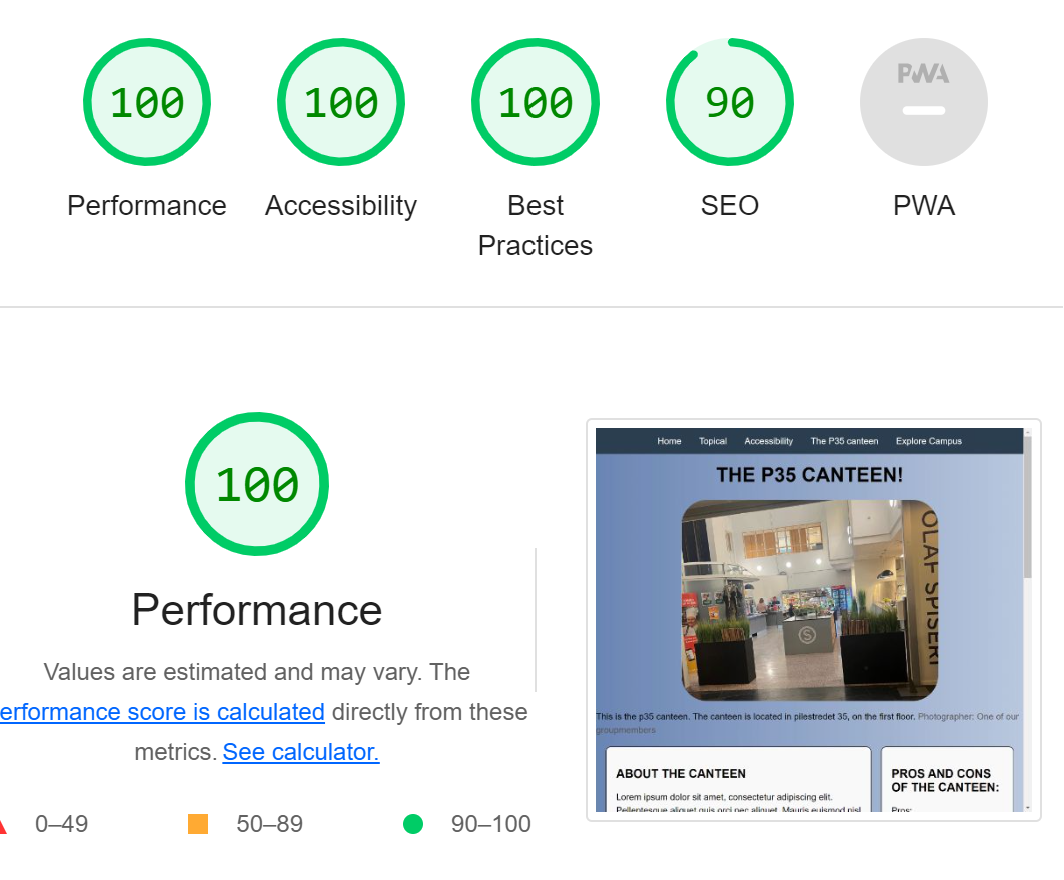 100
100
100
90
PWA
Performance
Accessibility
Best
Practices
SEO
PWA
100
Performance
Values are estimated and may vary. The
erformance score is calculated directly from these
metrics. See calculator.
0–49
50–89
90–100
Home
Topical
Accessibility
The P35 canteen
Explore Campus
THE P35 CANTEEN!
OLAF SPISERI
S
This is the p35 canteen. The canteen is located in pilestredet 35, on the first floor. Photographer: One of our
groupmembers
ABOUT THE CANTEEN
Lorem ipsum dolor sit amet, consectetur adipiscing elit.
Pellentesque aliquet quis orci nec aliquet. Mauris euismod nisl
PROS AND CONS
OF THE CANTEEN:
Pros: